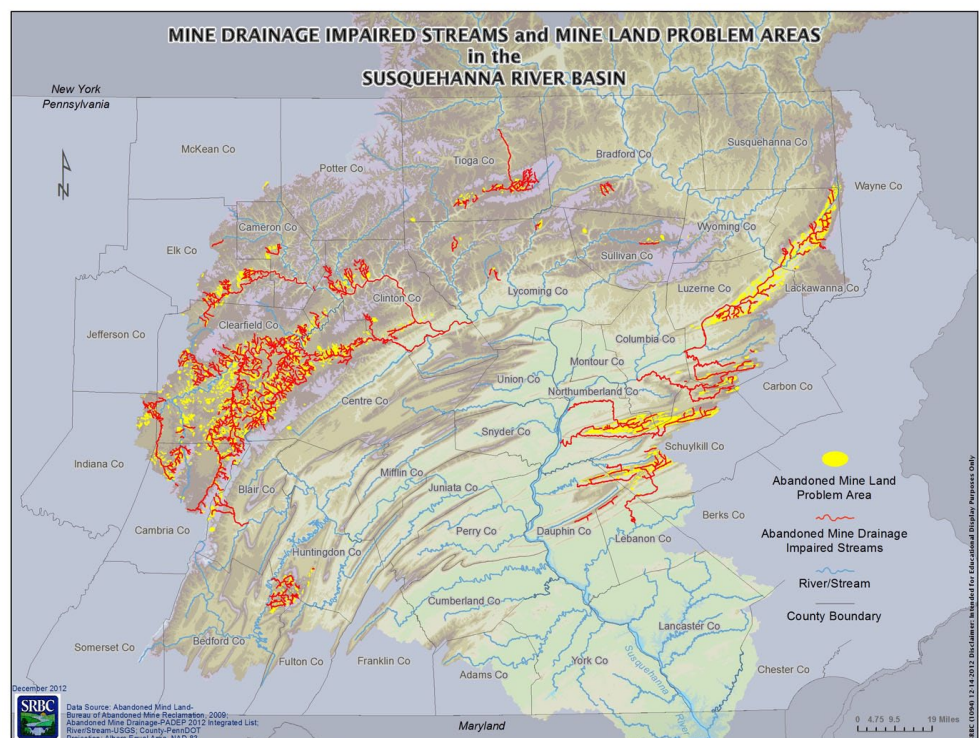 MINE DRAINAGE IMPAIRED STREAMS and MINE LAND PROBLEM AREAS
in the
SUSQUEHANNA RIVER BASIN
New York
Pennsylvania
McKean Co
Potter Co
Tioga Co
Bradford Co
Susquehanna Co
Wayne Co
Cameron Co
Elk Co
Wyoming Co
Sullivan Co
Lackawanna Co
Luzerne Co
Lycoming Co
Clinton Co
Jefferson Co
Clearfield Co
Columbia Co
Montour Co
Union Co
Carbon Co
Northumberland Co
Centre Co
Snyder Co
Schuylkill Co
Indiana Co
Mifflin Co
Blair Co
Juniata Co
Cambria Co
Perry Co
Dauphin Co
Berks Co
Lebanon Co
Huntingdon Co
Cumberland Co
Lancaster Co
Bedford Co
Somerset Co
Fulton Co
Franklin Co
York Co
Adams Co
Chester Co
Susquehanna
River
Maryland
Abandoned Mine Land
Problem Area
Abandoned Mine Drainage
Impaired Streams
River/Stream
County Boundary
0 4.75 9.5 19 Miles
December 2012
SRBC
Data Source: Abandoned Mind Land-
Bureau of Abandoned Mine Reclamation, 2009;
Abandoned Mine Drainage-PADEP 2012 Integrated List;
River/Stream-USGS; County-PennDOT
12-14-2012 Disclaimer: Intended for Educational Display Purposes Only